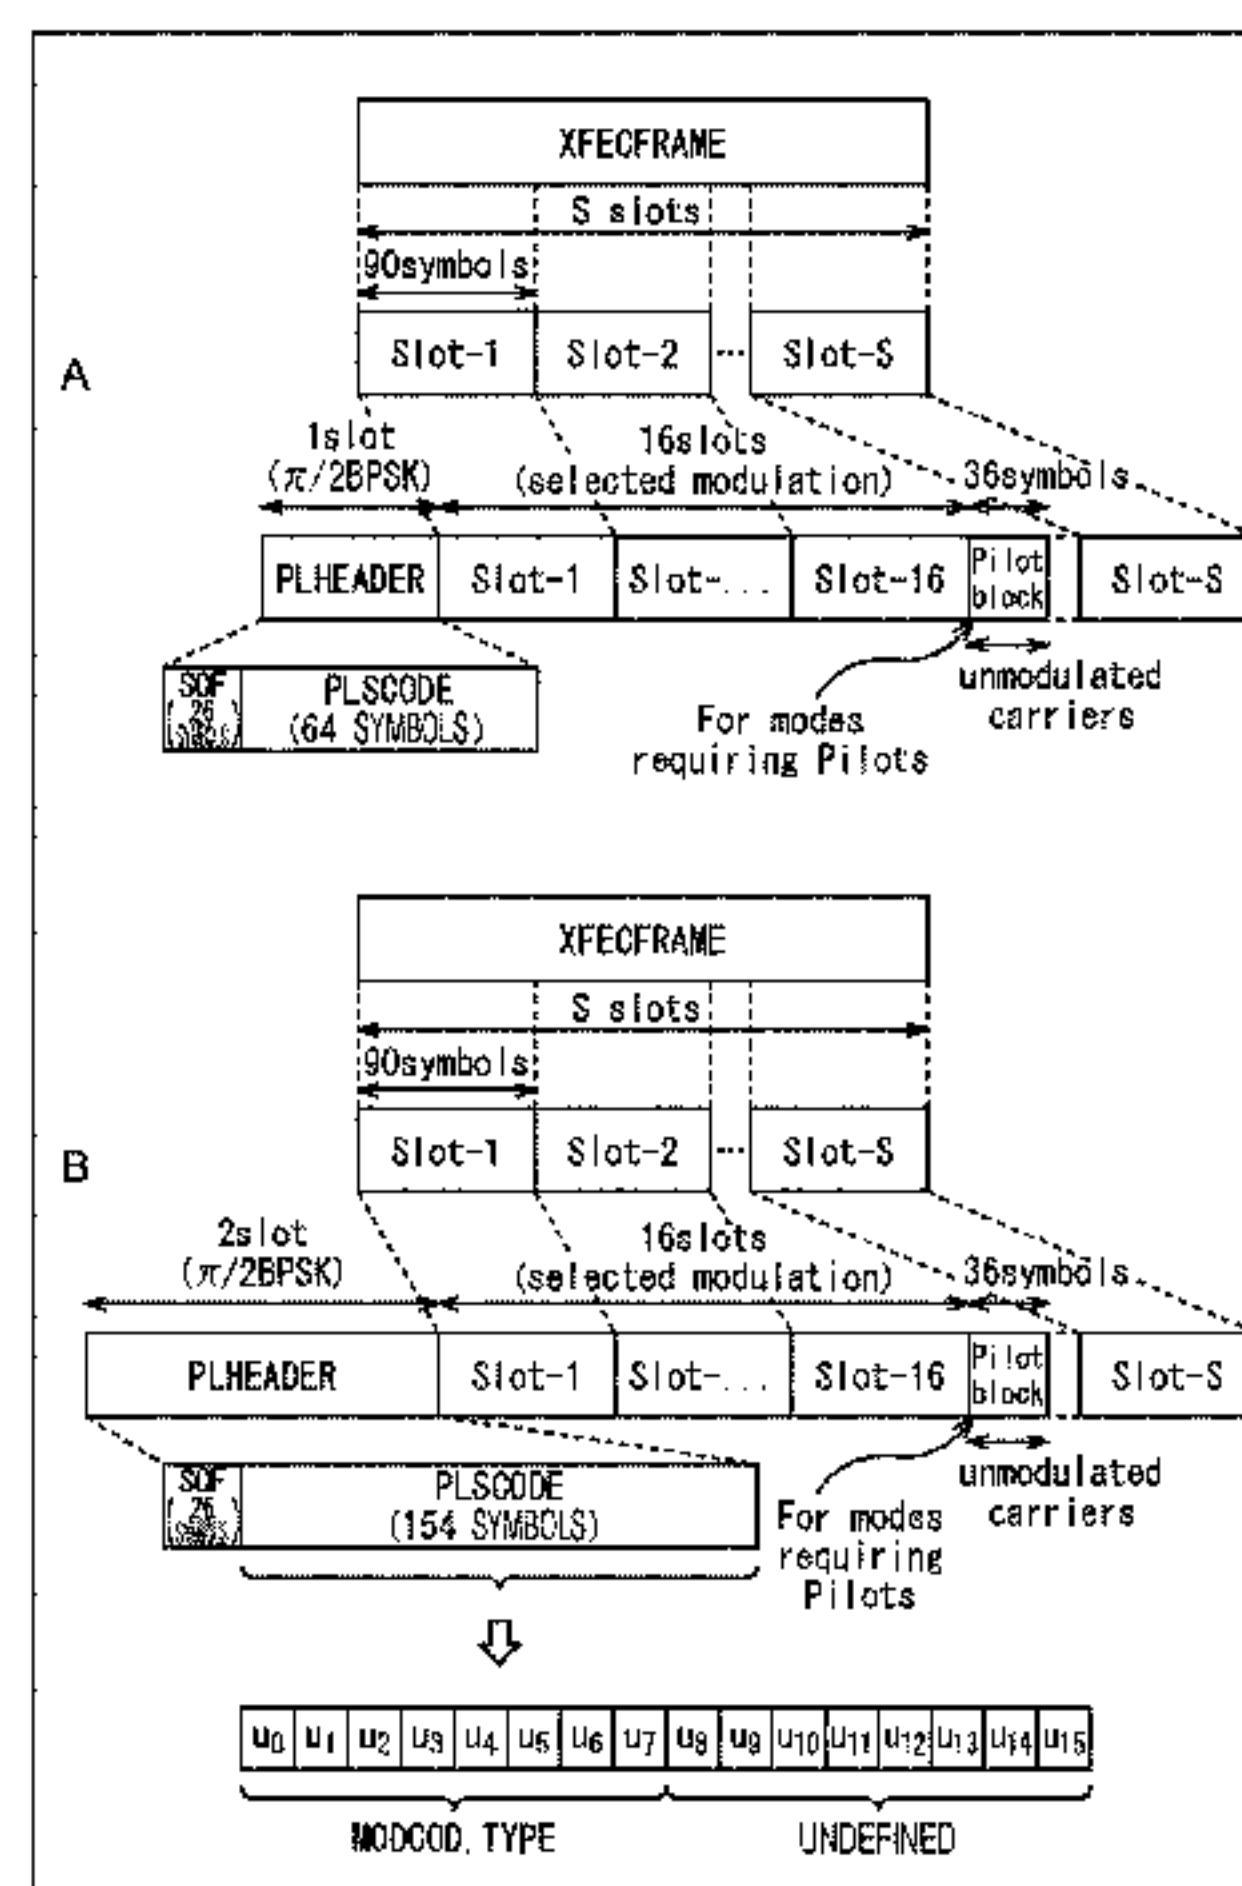 XFECFRAME
S slots
90symbols
Slot-1 Slot-2 ... Slot-S
A
1slot
(π/2BPSK)
16slots
(selected modulation)
36symbols
PLHEADER Slot-1 Slot-... Slot-16 Pilot block Slot-S
SOF
PLSCODE
(64 SYMBOLS)
For modes
requiring Pilots
unmodulated
carriers
XFECFRAME
S slots
90symbols
Slot-1 Slot-2 ... Slot-S
B
2slot
(π/2BPSK)
16slots
(selected modulation)
36symbols
PLHEADER Slot-1 Slot-... Slot-16 Pilot block Slot-S
SOF
PLSCODE
(154 SYMBOLS)
For modes
requiring
Pilots
unmodulated
carriers
u0 u1 u2 u3 u4 u5 u6 u7 u8 u9 u10 u11 u12 u13 u14 u15
MODCOD, TYPE UNDEFINED